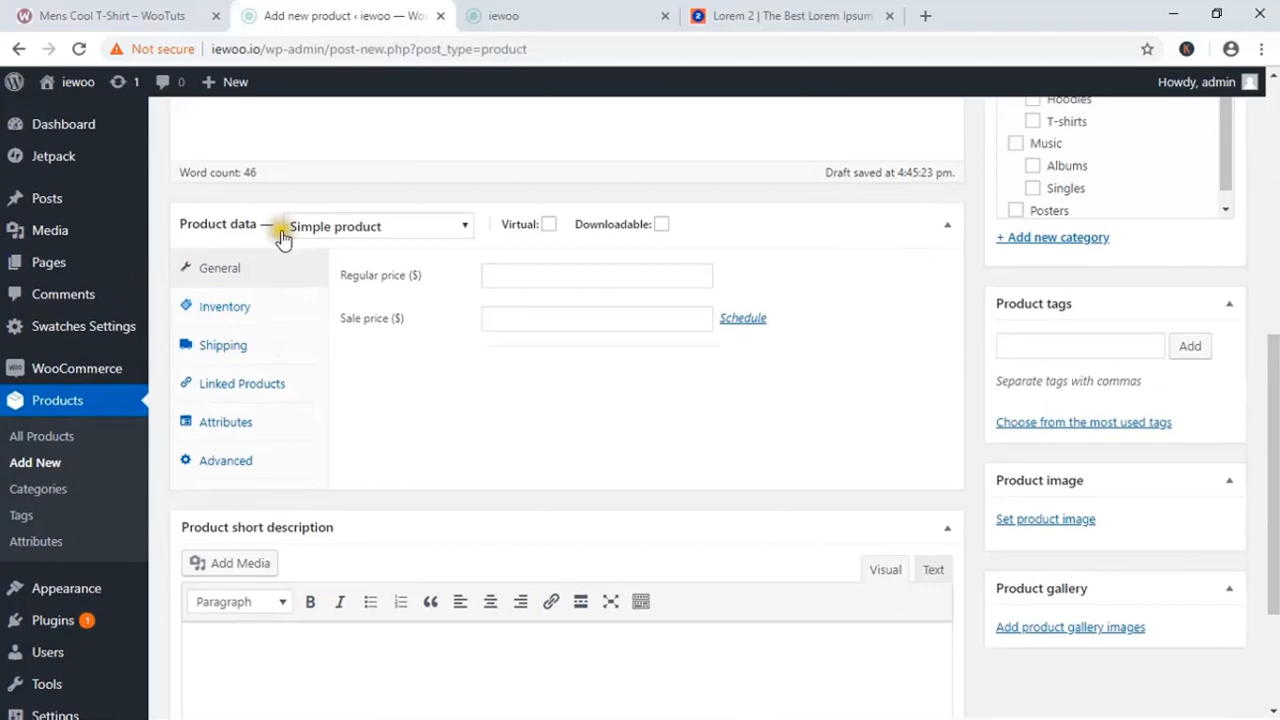 Mens Cool T-Shirt – WooTuts
Add new product ‹ iewoo — Woo
iewoo
Lorem 2 | The Best Lorem Ipsum
Not secure
iewoo.io/wp-admin/post-new.php?post_type=product
iewoo
1
0
New
Howdy, admin
Dashboard
Jetpack
Posts
Media
Pages
Comments
Swatches Settings
WooCommerce
Products
All Products
Add New
Categories
Tags
Attributes
Appearance
Plugins 1
Users
Tools
Settings
Word count: 46
Draft saved at 4:45:23 pm.
Product data —
Simple product
Virtual:
Downloadable:
General
Inventory
Shipping
Linked Products
Attributes
Advanced
Regular price ($)
Sale price ($)
Schedule
Product short description
Add Media
Visual
Text
Paragraph
Hoodies
T-shirts
Music
Albums
Singles
Posters
+ Add new category
Product tags
Add
Separate tags with commas
Choose from the most used tags
Product image
Set product image
Product gallery
Add product gallery images